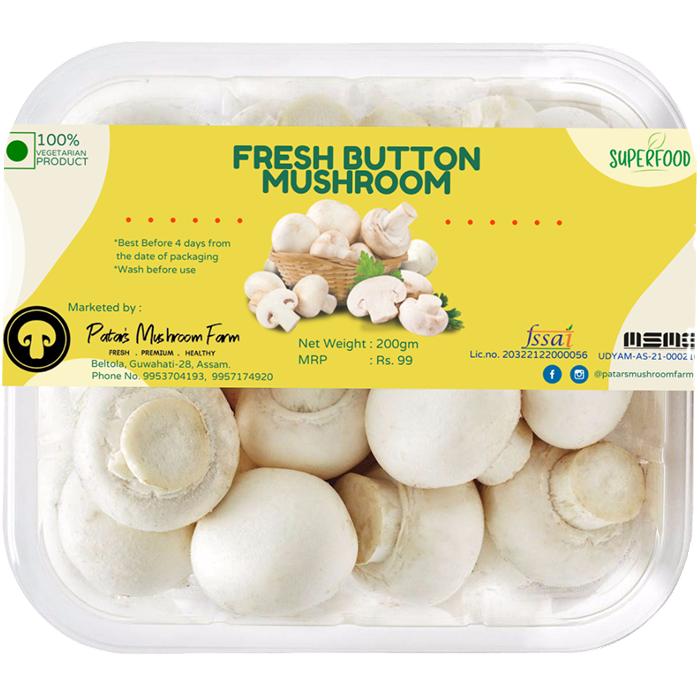 100%
VEGETARIAN
PRODUCT
FRESH BUTTON
MUSHROOM
SUPERFOOD
*Best Before 4 days from
the date of packaging
*Wash before use
Marketed by :
Patar's Mushroom Farm
FRESH . PREMIUM . HEALTHY
Beltola, Guwahati-28, Assam.
Phone No. 9953704193, 9957174920
Net Weight : 200gm
MRP : Rs. 99
fssai
Lic.no. 20322122000056
MSME
UDYAM-AS-21-00021
@patarsmushroomfarm